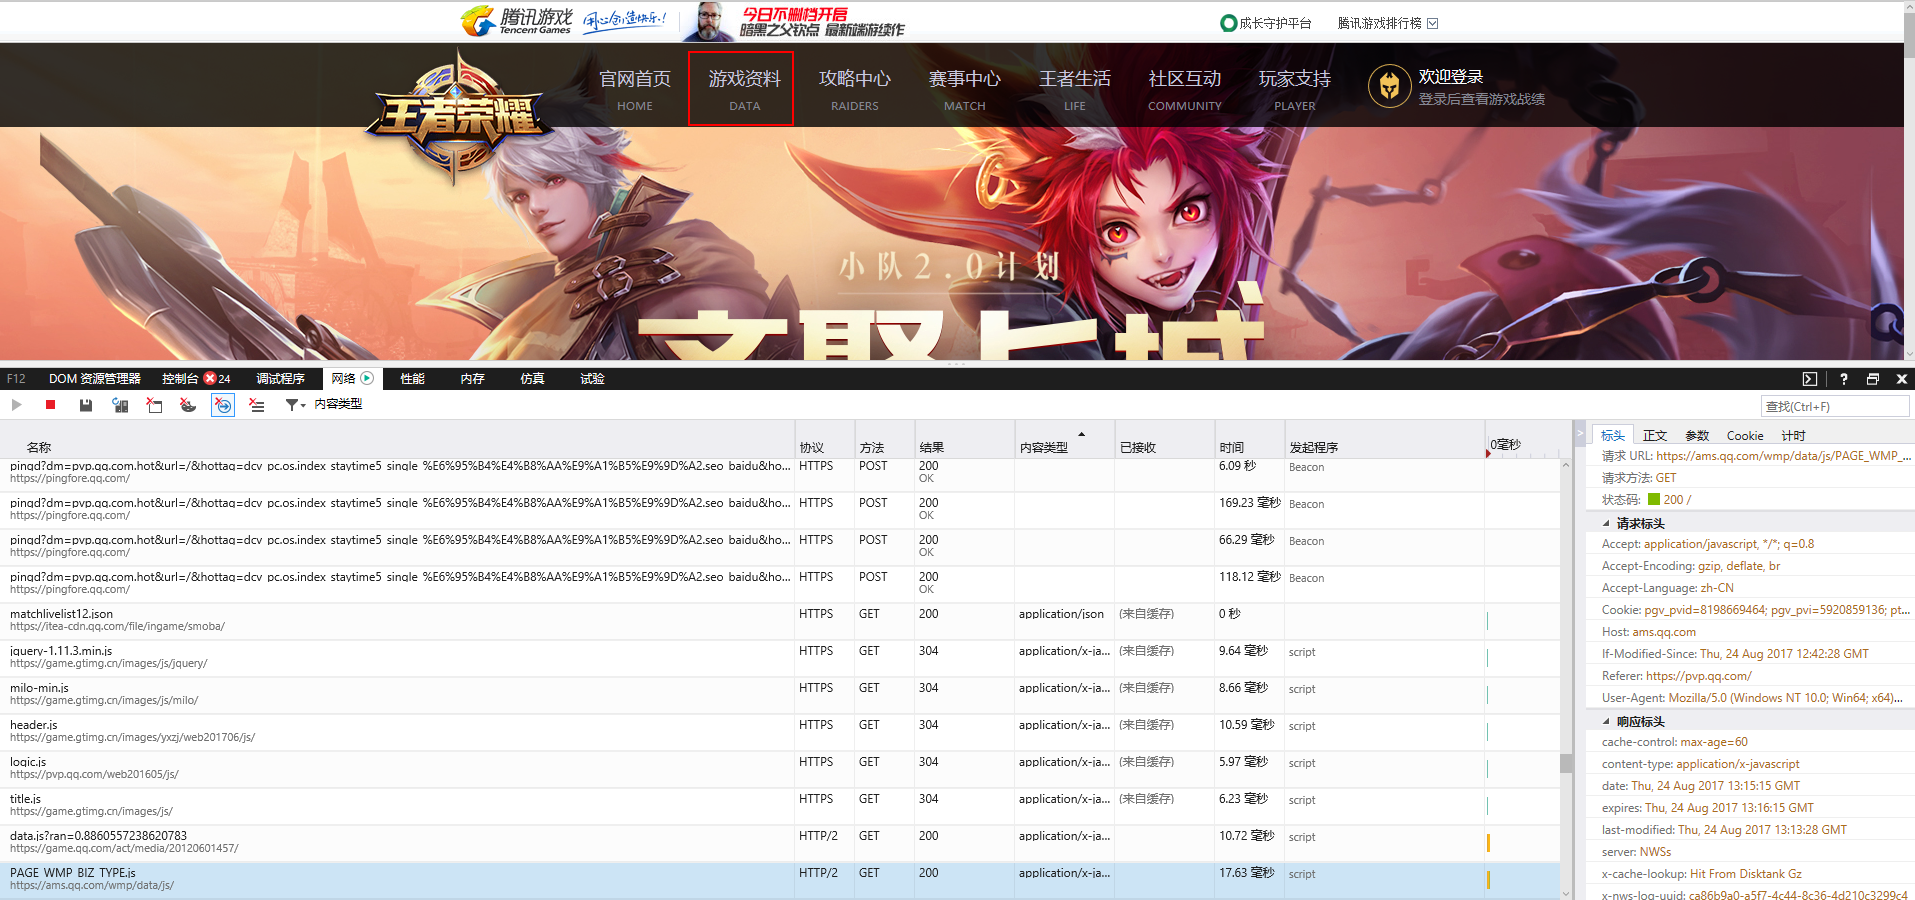 腾讯游戏
Tencent Games
用心创造快乐!
今日不删档开启
暗黑之父钦点 最新端游续作
成长守护平台
腾讯游戏排行榜
王者荣耀
官网首页
HOME
游戏资料
DATA
攻略中心
RAIDERS
赛事中心
MATCH
王者生活
LIFE
社区互动
COMMUNITY
玩家支持
PLAYER
欢迎登录
登录后查看游戏战绩
小队2.0计划
F12
DOM 资源管理器
控制台 24
调试程序
网络
性能
内存
仿真
试验
内容类型
查找(Ctrl+F)
名称 协议 方法 结果 内容类型 已接收 时间 发起程序 0毫秒
pingd?dm=pvp.qq.com.hot&url=/&hottag=dcv_pc.os.index_staytime5_single_%E6%95%B4%E4%B8%AA%E9%A1%B5%E9%9D%A2.seo_baidu&ho... HTTPS POST 200 6.09 秒 Beacon
https://pingfore.qq.com/ OK
pingd?dm=pvp.qq.com.hot&url=/&hottag=dcv_pc.os.index_staytime5_single_%E6%95%B4%E4%B8%AA%E9%A1%B5%E9%9D%A2.seo_baidu&ho... HTTPS POST 200 169.23 毫秒 Beacon
https://pingfore.qq.com/ OK
pingd?dm=pvp.qq.com.hot&url=/&hottag=dcv_pc.os.index_staytime5_single_%E6%95%B4%E4%B8%AA%E9%A1%B5%E9%9D%A2.seo_baidu&ho... HTTPS POST 200 66.29 毫秒 Beacon
https://pingfore.qq.com/ OK
pingd?dm=pvp.qq.com.hot&url=/&hottag=dcv_pc.os.index_staytime5_single_%E6%95%B4%E4%B8%AA%E9%A1%B5%E9%9D%A2.seo_baidu&ho... HTTPS POST 200 118.12 毫秒 Beacon
https://pingfore.qq.com/ OK
matchlivelist12.json HTTPS GET 200 application/json (来自缓存) 0 秒
https://itea-cdn.qq.com/file/ingame/smoba/
jquery-1.11.3.min.js HTTPS GET 304 application/x-ja... (来自缓存) 9.64 毫秒 script
https://game.gtimg.cn/images/js/jquery/
milo-min.js HTTPS GET 304 application/x-ja... (来自缓存) 8.66 毫秒 script
https://game.gtimg.cn/images/js/milo/
header.js HTTPS GET 304 application/x-ja... (来自缓存) 10.59 毫秒 script
https://game.gtimg.cn/images/yxzj/web201706/js/
logic.js HTTPS GET 304 application/x-ja... (来自缓存) 5.97 毫秒 script
https://pvp.qq.com/web201605/js/
title.js HTTPS GET 304 application/x-ja... (来自缓存) 6.23 毫秒 script
https://game.gtimg.cn/images/js/
data.js?ran=0.8860557238620783 HTTP/2 GET 200 application/x-ja... 10.72 毫秒 script
https://game.qq.com/act/media/20120601457/
PAGE_WMP_BIZ_TYPE.js HTTP/2 GET 200 application/x-ja... 17.63 毫秒 script
https://ams.qq.com/wmp/data/js/
标头 正文 参数 Cookie 计时
请求 URL: https://ams.qq.com/wmp/data/js/PAGE_WMP_...
请求方法: GET
状态码: 200 /
请求标头
Accept: application/javascript, */*; q=0.8
Accept-Encoding: gzip, deflate, br
Accept-Language: zh-CN
Cookie: pgv_pvid=8198669464; pgv_pvi=5920859136; pt...
Host: ams.qq.com
If-Modified-Since: Thu, 24 Aug 2017 12:42:28 GMT
Referer: https://pvp.qq.com/
User-Agent: Mozilla/5.0 (Windows NT 10.0; Win64; x64)...
响应标头
cache-control: max-age=60
content-type: application/x-javascript
date: Thu, 24 Aug 2017 13:15:15 GMT
expires: Thu, 24 Aug 2017 13:16:15 GMT
last-modified: Thu, 24 Aug 2017 13:13:28 GMT
server: NWSs
x-cache-lookup: Hit From Disktank Gz
x-nws-log-uuid: ca86b9a0-a5f7-4c44-8c36-4d210c3299c4